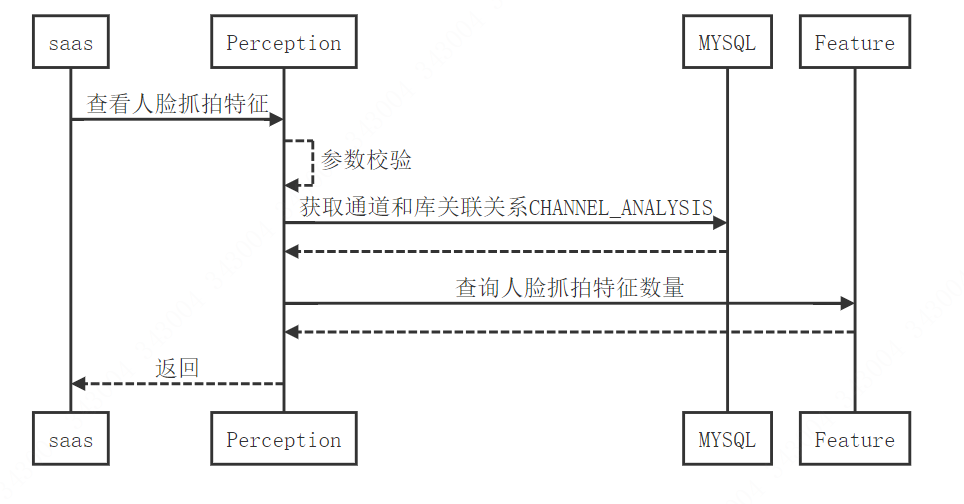 saas Perception MYSQL Feature
查看人脸抓拍特征
参数校验
获取通道和库关联关系CHANNEL_ANALYSIS
查询人脸抓拍特征数量
返回
saas Perception MYSQL Feature